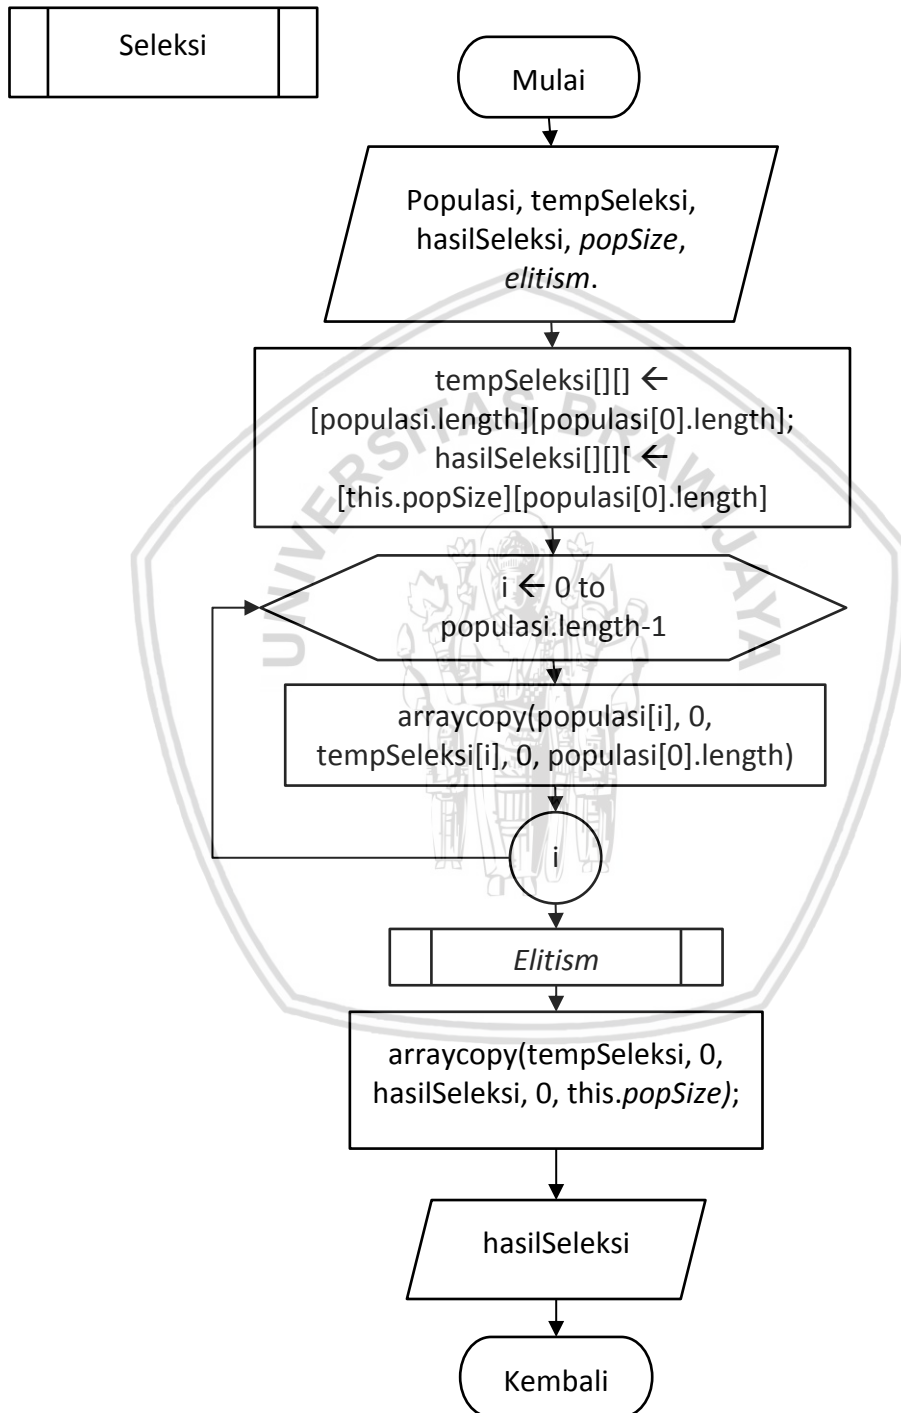 Seleksi
Mulai
Populasi, tempSeleksi,
hasilSeleksi, popSize,
elitism.
tempSeleksi[][] ←
[populasi.length][populasi[0].length];
hasilSeleksi[][][ ←
[this.popSize][populasi[0].length]
UNIVERSITAS BRAWIJAYA
i ← 0 to
populasi.length-1
arraycopy(populasi[i], 0,
tempSeleksi[i], 0, populasi[0].length)
i
Elitism
arraycopy(tempSeleksi, 0,
hasilSeleksi, 0, this.popSize);
hasilSeleksi
Kembali